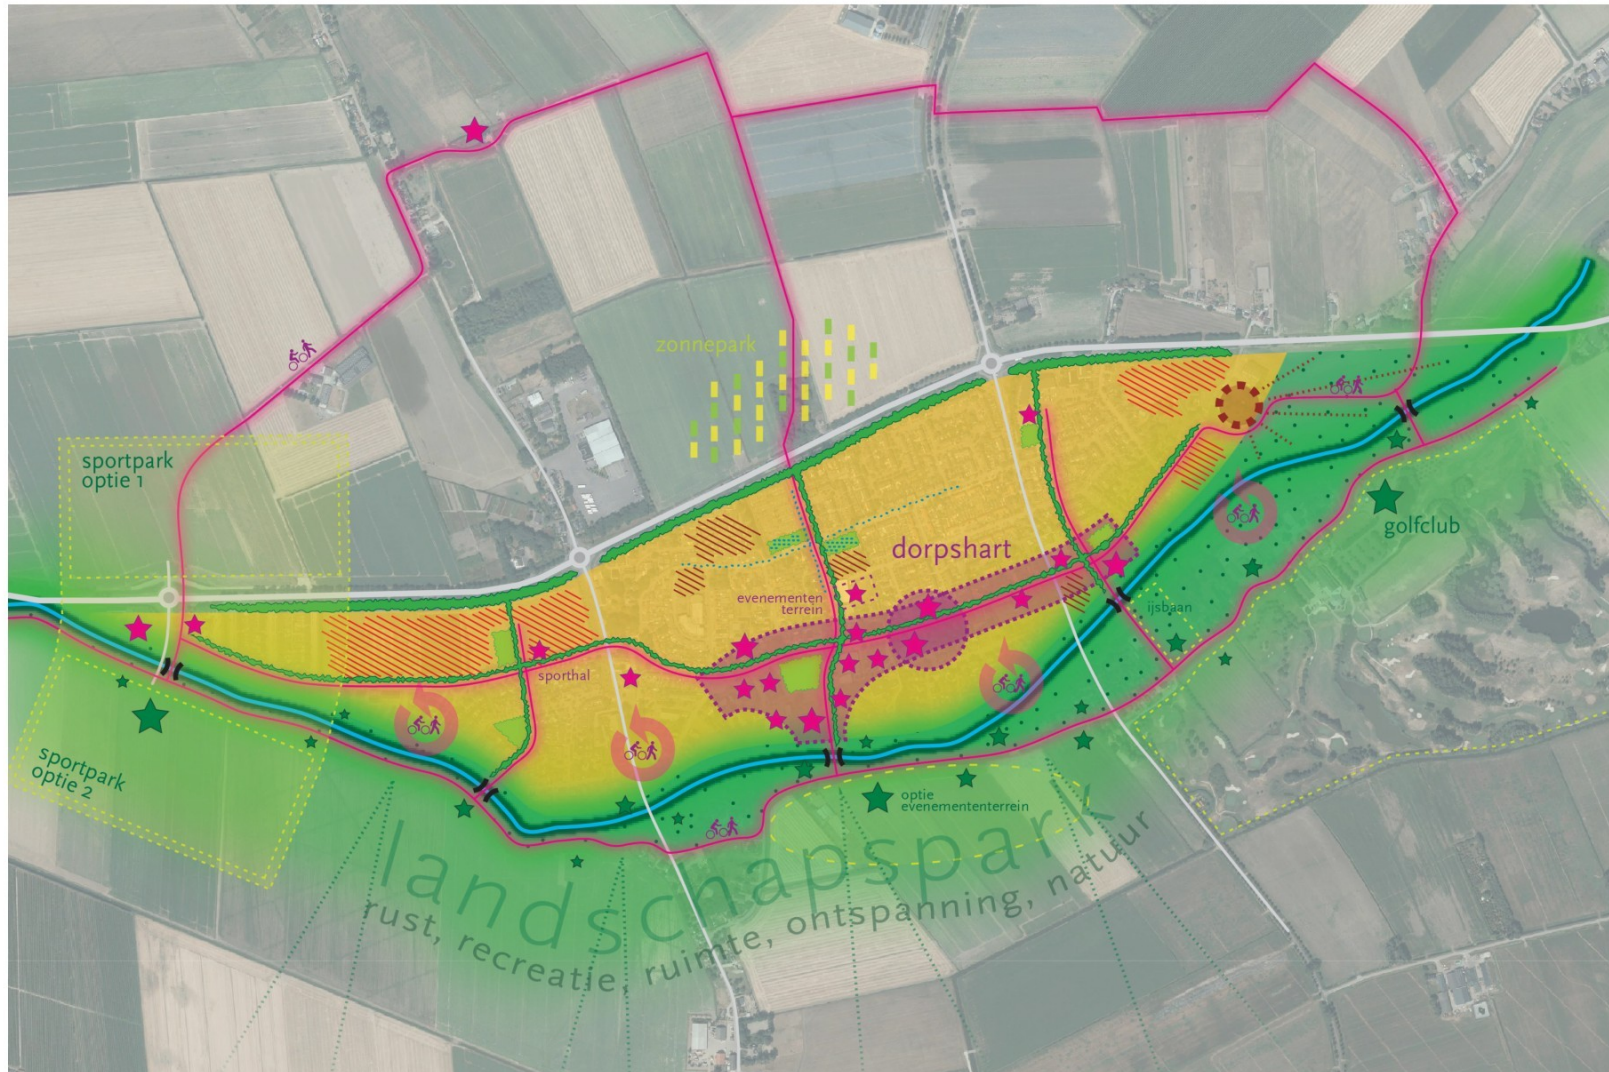 zonnepark
sportpark
optie 1
golfclub
dorpshart
evenementen
terrein
ijsbaan
sporthal
sportpark
optie 2
optie
evenemententerrein
landschapspark
rust, recreatie, ruimte, ontspanning, natuur